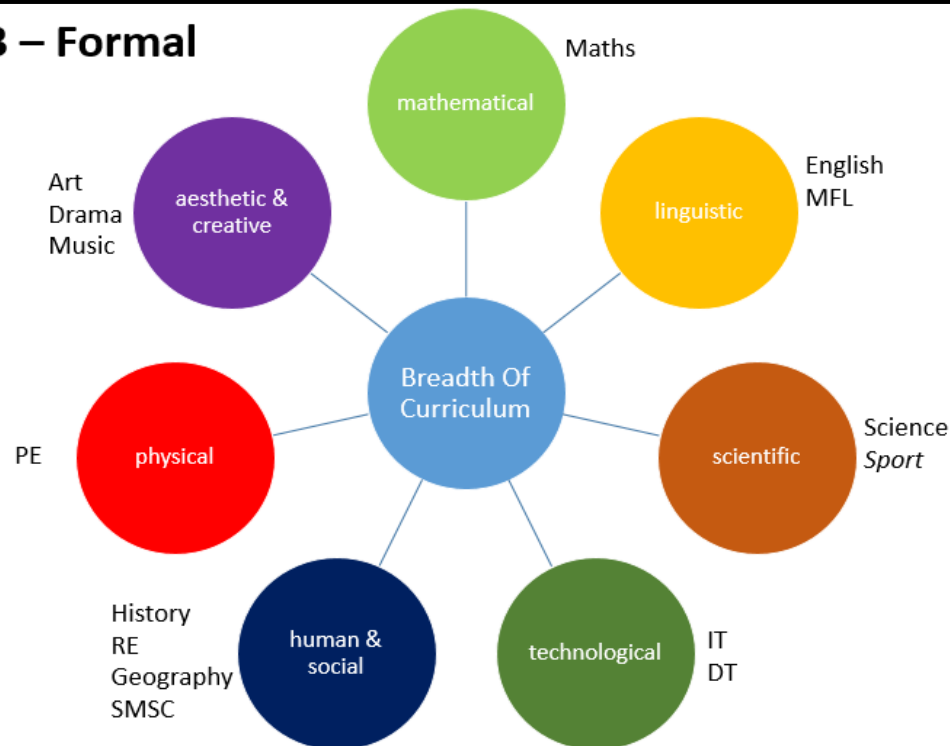 3 – Formal
Maths
mathematical
English
MFL
linguistic
Art
Drama
Music
aesthetic &
creative
Breadth Of
Curriculum
PE
physical
scientific
Science
Sport
History
RE
Geography
SMSC
human &
social
technological
IT
DT